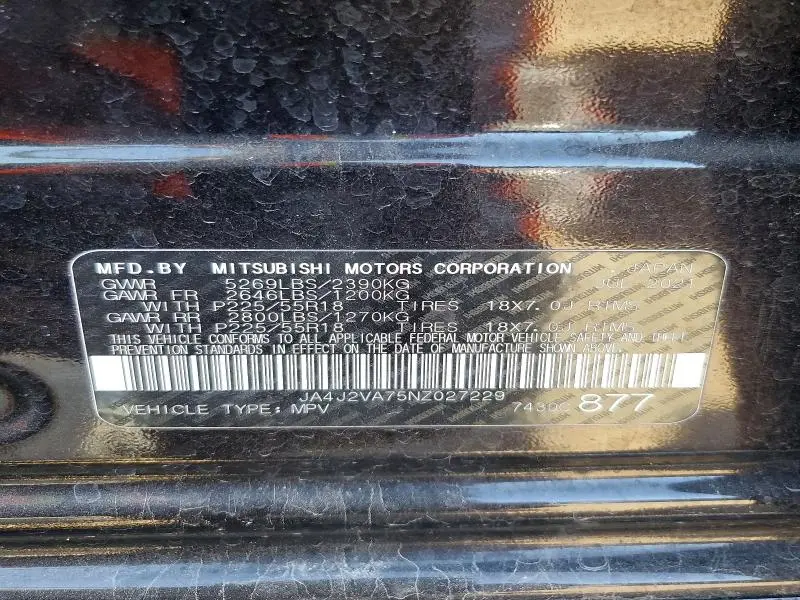 MFD.BY MITSUBISHI MOTORS CORPORATION , JAPAN
GVWR 5269LBS/2390KG JUL 2021
GAWR FR 2646LBS/1200KG
WITH P225/55R18 TIRES 18X7.0J RIMS
GAWR RR 2800LBS/1270KG
WITH P225/55R18 TIRES 18X7.0J RIMS
THIS VEHICLE CONFORMS TO ALL APPLICABLE FEDERAL MOTOR VEHICLE SAFETY AND THEFT
PREVENTION STANDARDS IN EFFECT ON THE DATE OF MANUFACTURE SHOWN ABOVE.
JA4J2VA75NZ027229
VEHICLE TYPE: MPV 7430C 877